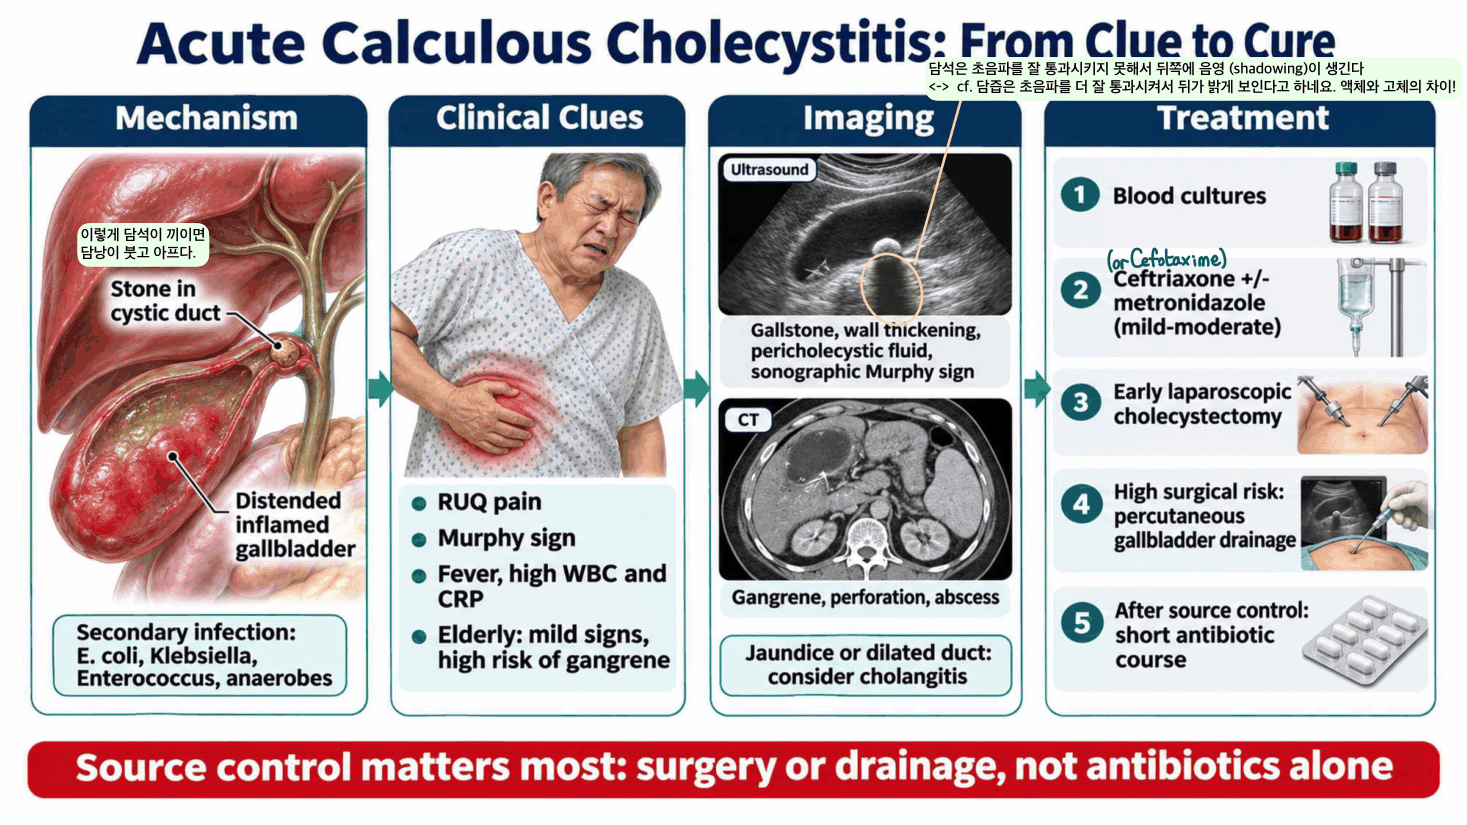 Acute Calculous Cholecystitis: From Clue to Cure
담석은 초음파를 잘 통과시키지 못해서 뒤쪽에 음영 (shadowing)이 생긴다
<-> cf. 담즙은 초음파를 더 잘 통과시켜서 뒤가 밝게 보인다고 하네요. 액체와 고체의 차이!
Mechanism
이렇게 담석이 끼이면
담낭이 붓고 아프다.
Stone in
cystic duct
Distended
inflamed
gallbladder
Secondary infection:
E. coli, Klebsiella,
Enterococcus, anaerobes
Clinical Clues
RUQ pain
Murphy sign
Fever, high WBC and
CRP
Elderly: mild signs,
high risk of gangrene
Imaging
Ultrasound
Gallstone, wall thickening,
pericholecystic fluid,
sonographic Murphy sign
CT
Gangrene, perforation, abscess
Jaundice or dilated duct:
consider cholangitis
Treatment
1 Blood cultures
(or Cefotaxime)
2 Ceftriaxone +/-
metronidazole
(mild-moderate)
3 Early laparoscopic
cholecystectomy
4 High surgical risk:
percutaneous
gallbladder drainage
5 After source control:
short antibiotic
course
Source control matters most: surgery or drainage, not antibiotics alone